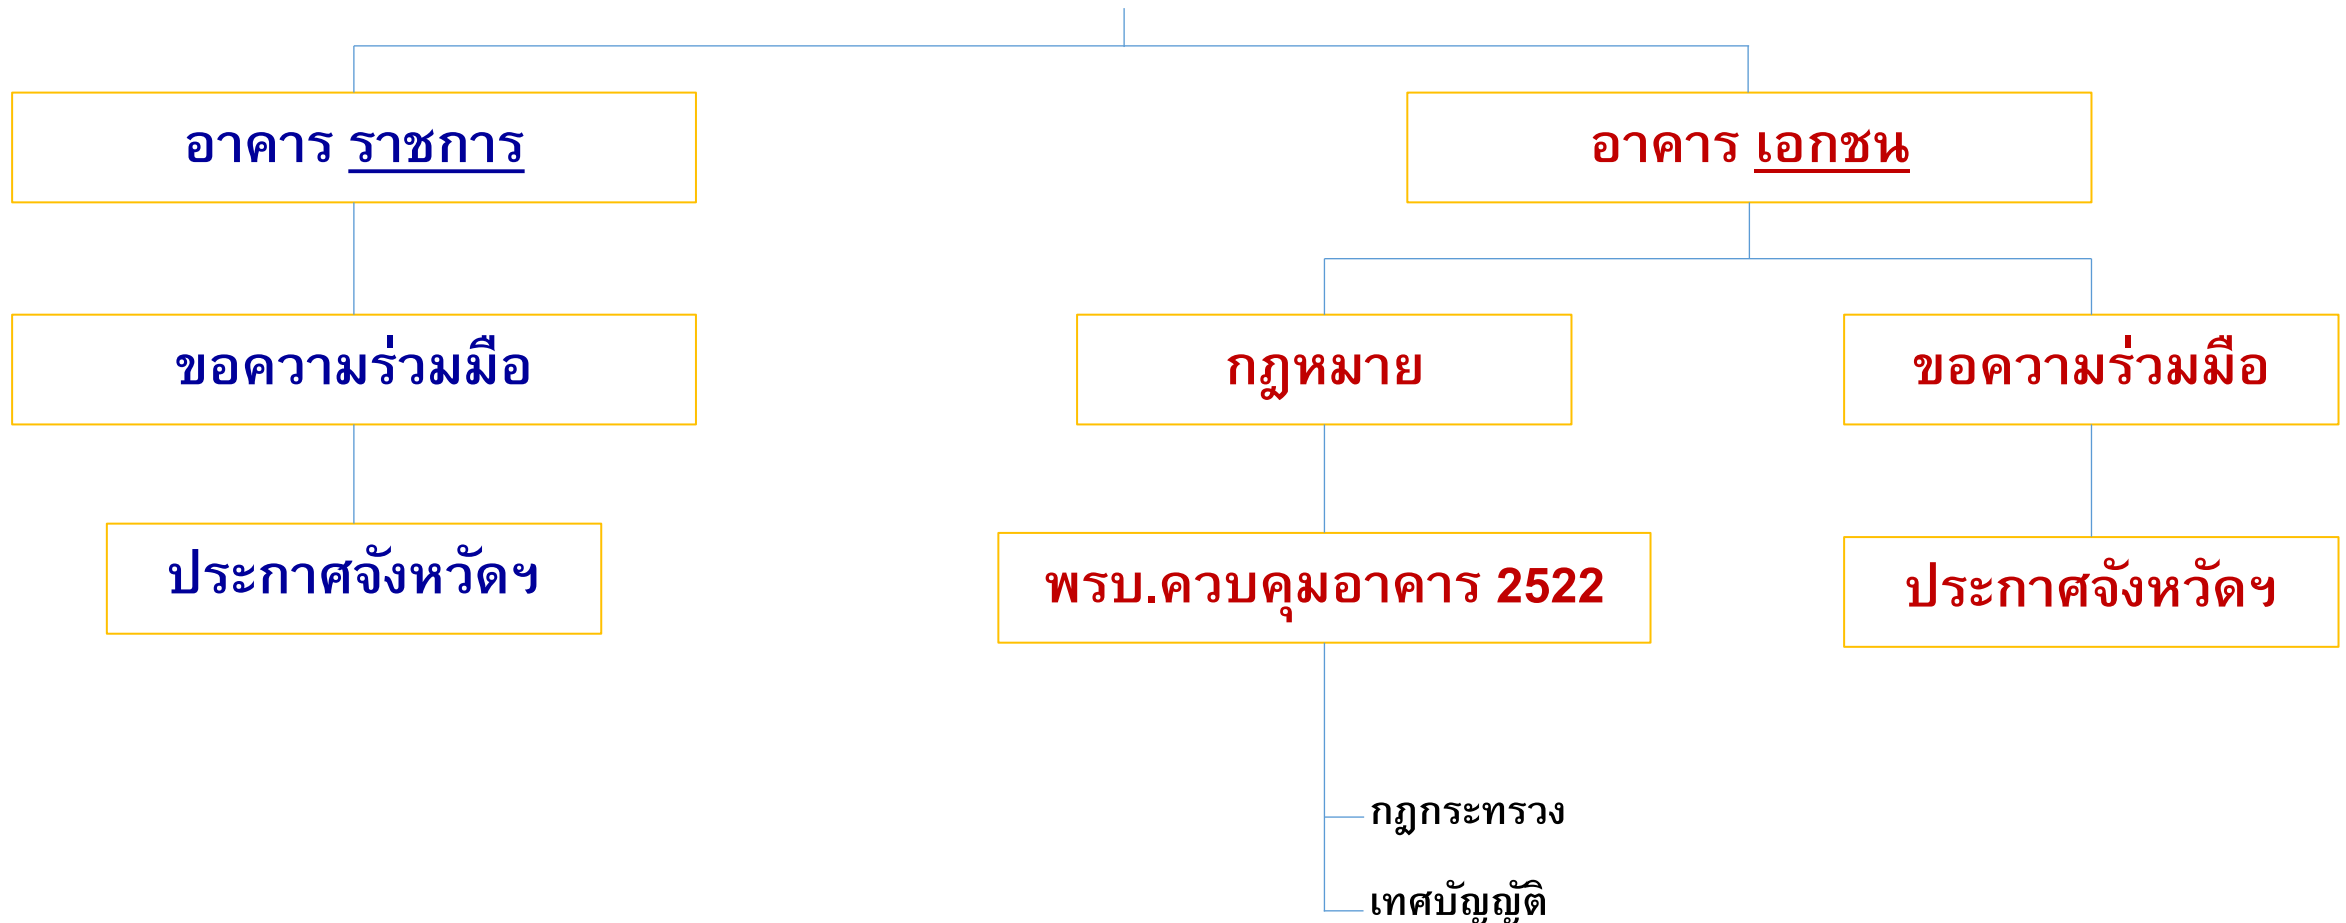 อาคาร ราชการ
อาคาร เอกชน
ขอความร่วมมือ
กฎหมาย
ขอความร่วมมือ
ประกาศจังหวัดฯ
พรบ.ควบคุมอาคาร 2522
ประกาศจังหวัดฯ
กฎกระทรวง
เทศบัญญัติ